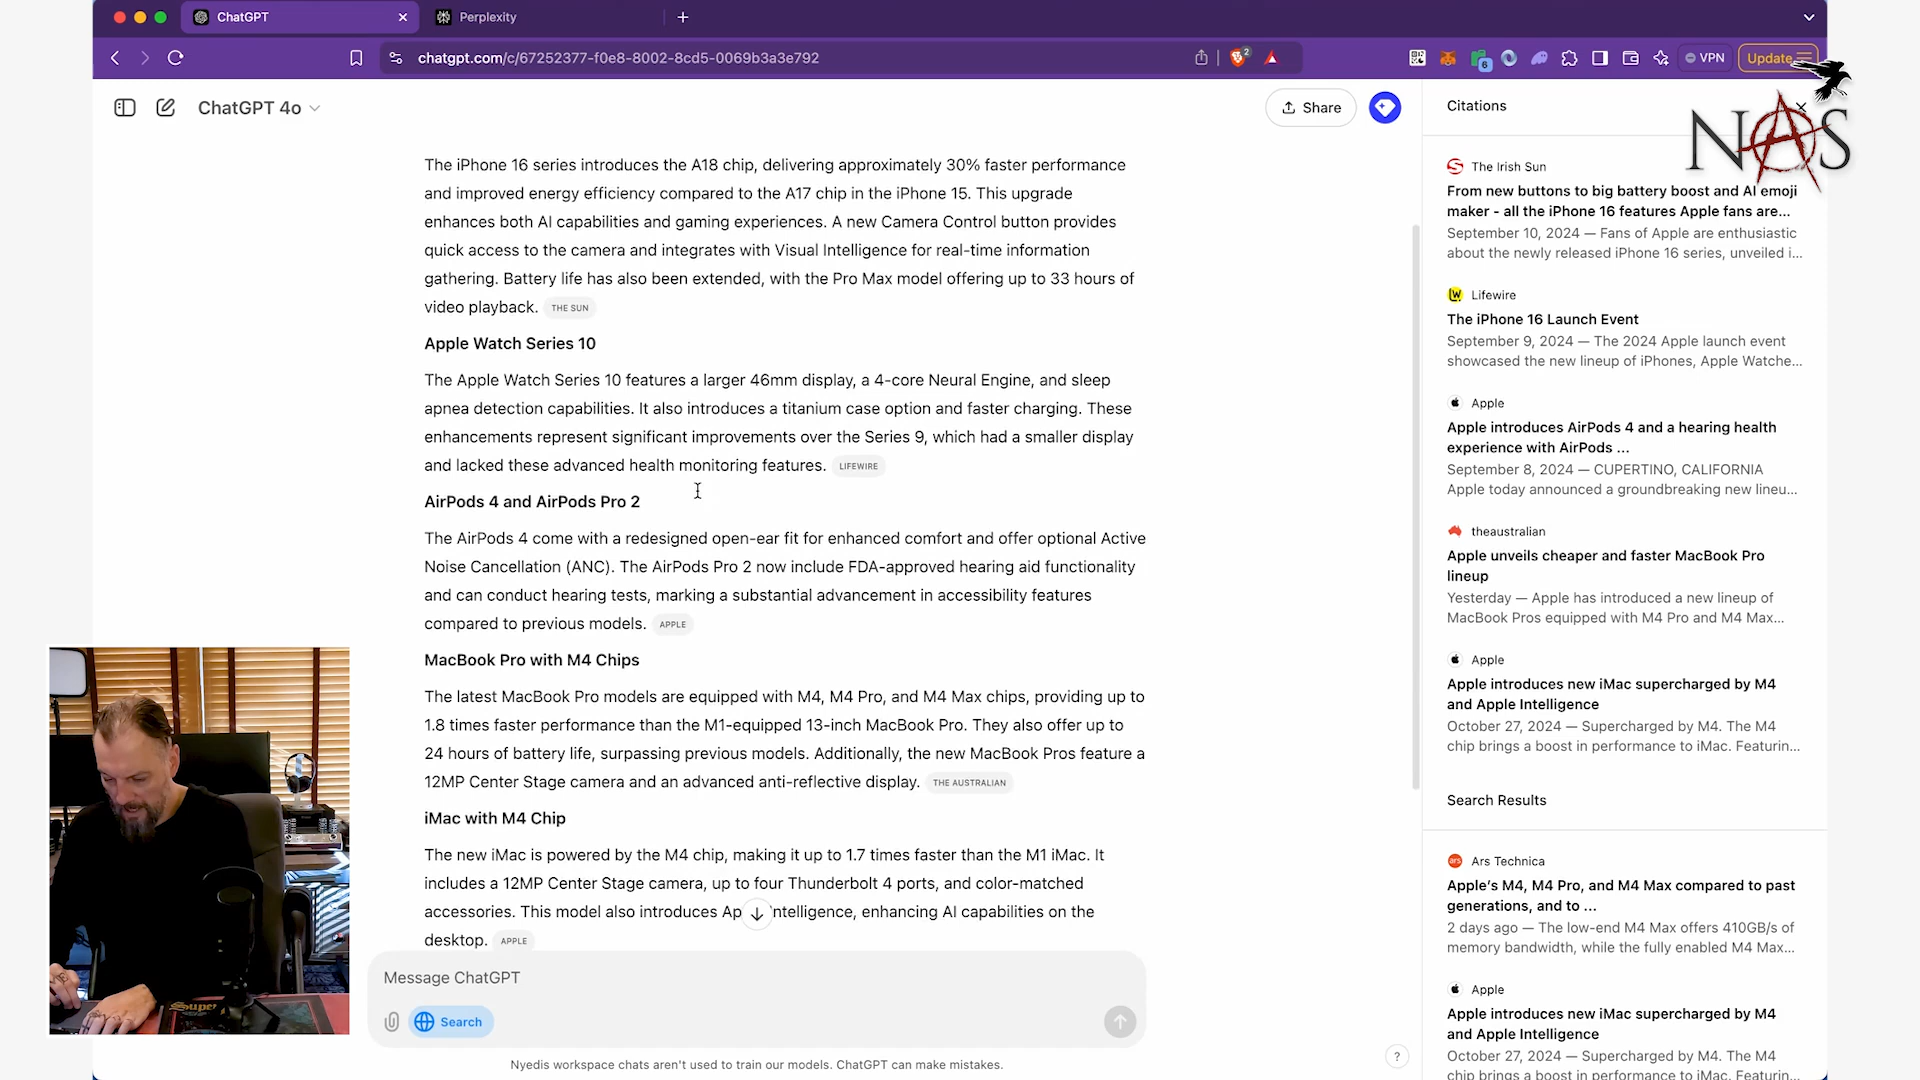 ChatGPT
Perplexity
chatgpt.com/c/67252377-f0e8-8002-8cd5-0069b3a3e792
2
6
VPN
Update
NAS
ChatGPT 4o
Share
The iPhone 16 series introduces the A18 chip, delivering approximately 30% faster performance
and improved energy efficiency compared to the A17 chip in the iPhone 15. This upgrade
enhances both AI capabilities and gaming experiences. A new Camera Control button provides
quick access to the camera and integrates with Visual Intelligence for real-time information
gathering. Battery life has also been extended, with the Pro Max model offering up to 33 hours of
video playback. THE SUN
Apple Watch Series 10
The Apple Watch Series 10 features a larger 46mm display, a 4-core Neural Engine, and sleep
apnea detection capabilities. It also introduces a titanium case option and faster charging. These
enhancements represent significant improvements over the Series 9, which had a smaller display
and lacked these advanced health monitoring features. LIFEWIRE
AirPods 4 and AirPods Pro 2
The AirPods 4 come with a redesigned open-ear fit for enhanced comfort and offer optional Active
Noise Cancellation (ANC). The AirPods Pro 2 now include FDA-approved hearing aid functionality
and can conduct hearing tests, marking a substantial advancement in accessibility features
compared to previous models. APPLE
MacBook Pro with M4 Chips
The latest MacBook Pro models are equipped with M4, M4 Pro, and M4 Max chips, providing up to
1.8 times faster performance than the M1-equipped 13-inch MacBook Pro. They also offer up to
24 hours of battery life, surpassing previous models. Additionally, the new MacBook Pros feature a
12MP Center Stage camera and an advanced anti-reflective display. THE AUSTRALIAN
iMac with M4 Chip
The new iMac is powered by the M4 chip, making it up to 1.7 times faster than the M1 iMac. It
includes a 12MP Center Stage camera, up to four Thunderbolt 4 ports, and color-matched
accessories. This model also introduces Ap ntelligence, enhancing AI capabilities on the
desktop. APPLE
Message ChatGPT
Search
Nyedis workspace chats aren't used to train our models. ChatGPT can make mistakes.
?
Citations
The Irish Sun
From new buttons to big battery boost and AI emoji
maker - all the iPhone 16 features Apple fans are...
September 10, 2024 — Fans of Apple are enthusiastic
about the newly released iPhone 16 series, unveiled i...
Lifewire
The iPhone 16 Launch Event
September 9, 2024 — The 2024 Apple launch event
showcased the new lineup of iPhones, Apple Watche...
Apple
Apple introduces AirPods 4 and a hearing health
experience with AirPods ...
September 8, 2024 — CUPERTINO, CALIFORNIA
Apple today announced a groundbreaking new lineu...
theaustralian
Apple unveils cheaper and faster MacBook Pro
lineup
Yesterday — Apple has introduced a new lineup of
MacBook Pros equipped with M4 Pro and M4 Max...
Apple
Apple introduces new iMac supercharged by M4
and Apple Intelligence
October 27, 2024 — Supercharged by M4. The M4
chip brings a boost in performance to iMac. Featurin...
Search Results
ars Ars Technica
Apple's M4, M4 Pro, and M4 Max compared to past
generations, and to ...
2 days ago — The low-end M4 Max offers 410GB/s of
memory bandwidth, while the fully enabled M4 Max...
Apple
Apple introduces new iMac supercharged by M4
and Apple Intelligence
October 27, 2024 — Supercharged by M4. The M4
chip brings a boost in performance to iMac. Featurin...